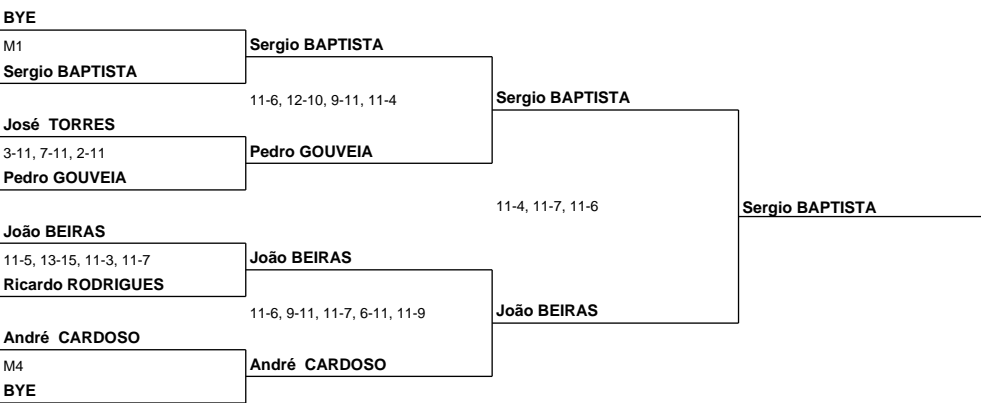 BYE
M1
Sergio BAPTISTA
José TORRES
3-11, 7-11, 2-11
Pedro GOUVEIA
João BEIRAS
11-5, 13-15, 11-3, 11-7
Ricardo RODRIGUES
André CARDOSO
M4
BYE
Sergio BAPTISTA
11-6, 12-10, 9-11, 11-4
Pedro GOUVEIA
João BEIRAS
11-6, 9-11, 11-7, 6-11, 11-9
André CARDOSO
Sergio BAPTISTA
11-4, 11-7, 11-6
João BEIRAS
Sergio BAPTISTA